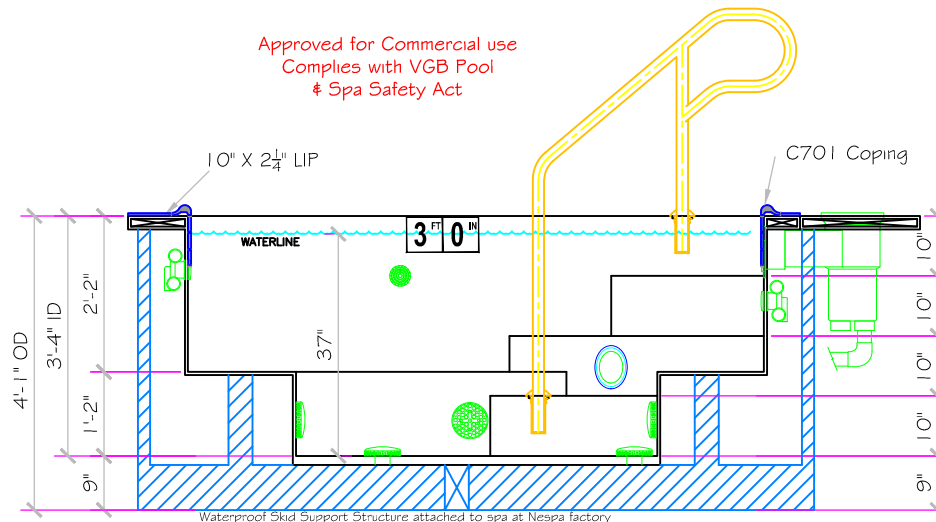 Approved for Commercial use
Complies with VGB Pool
& Spa Safety Act
10" X 2¼" LIP
C701 Coping
3 FT 0 IN
WATERLINE
4'-1" OD
3'-4" ID
2'-2"
1'-2"
9"
37"
10"
10"
10"
10"
9"
Waterproof Skid Support Structure attached to spa at Nespa factory